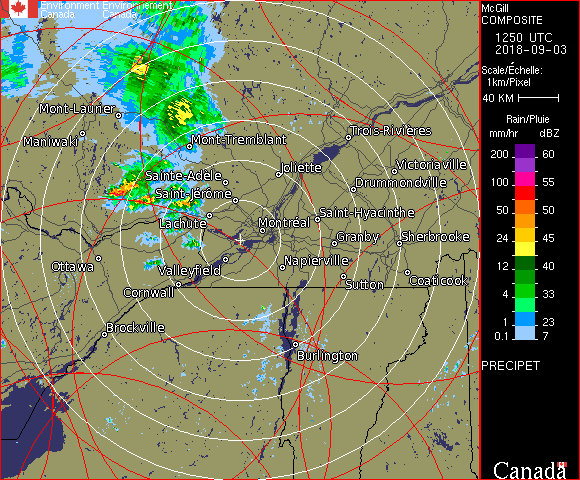 Environment Environnement
Canada Canada
McGill
COMPOSITE
1250 UTC
2018-09-03
Scale/Échelle:
1km/Pixel
40 KM
Rain/Pluie
mm/hr dBZ
200 60
100 55
50 50
24 45
12 40
4 33
1 23
0.1 7
PRECIPET
Canada
Mont-Laurier
Maniwaki
Mont-Tremblant
Trois-Rivières
Sainte-Adèle
Joliette
Victoriaville
Saint-Jérôme
Drummondville
Lachute
Montréal
Saint-Hyacinthe
Granby
Sherbrooke
Ottawa
Valleyfield
Napierville
Cornwall
Sutton
Coaticook
Brockville
Burlington